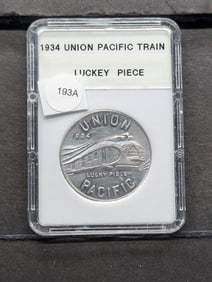 1934 UNION PACIFIC TRAIN
LUCKEY PIECE
193A
UNION
1934
LUCKY PIECE
PACIFIC